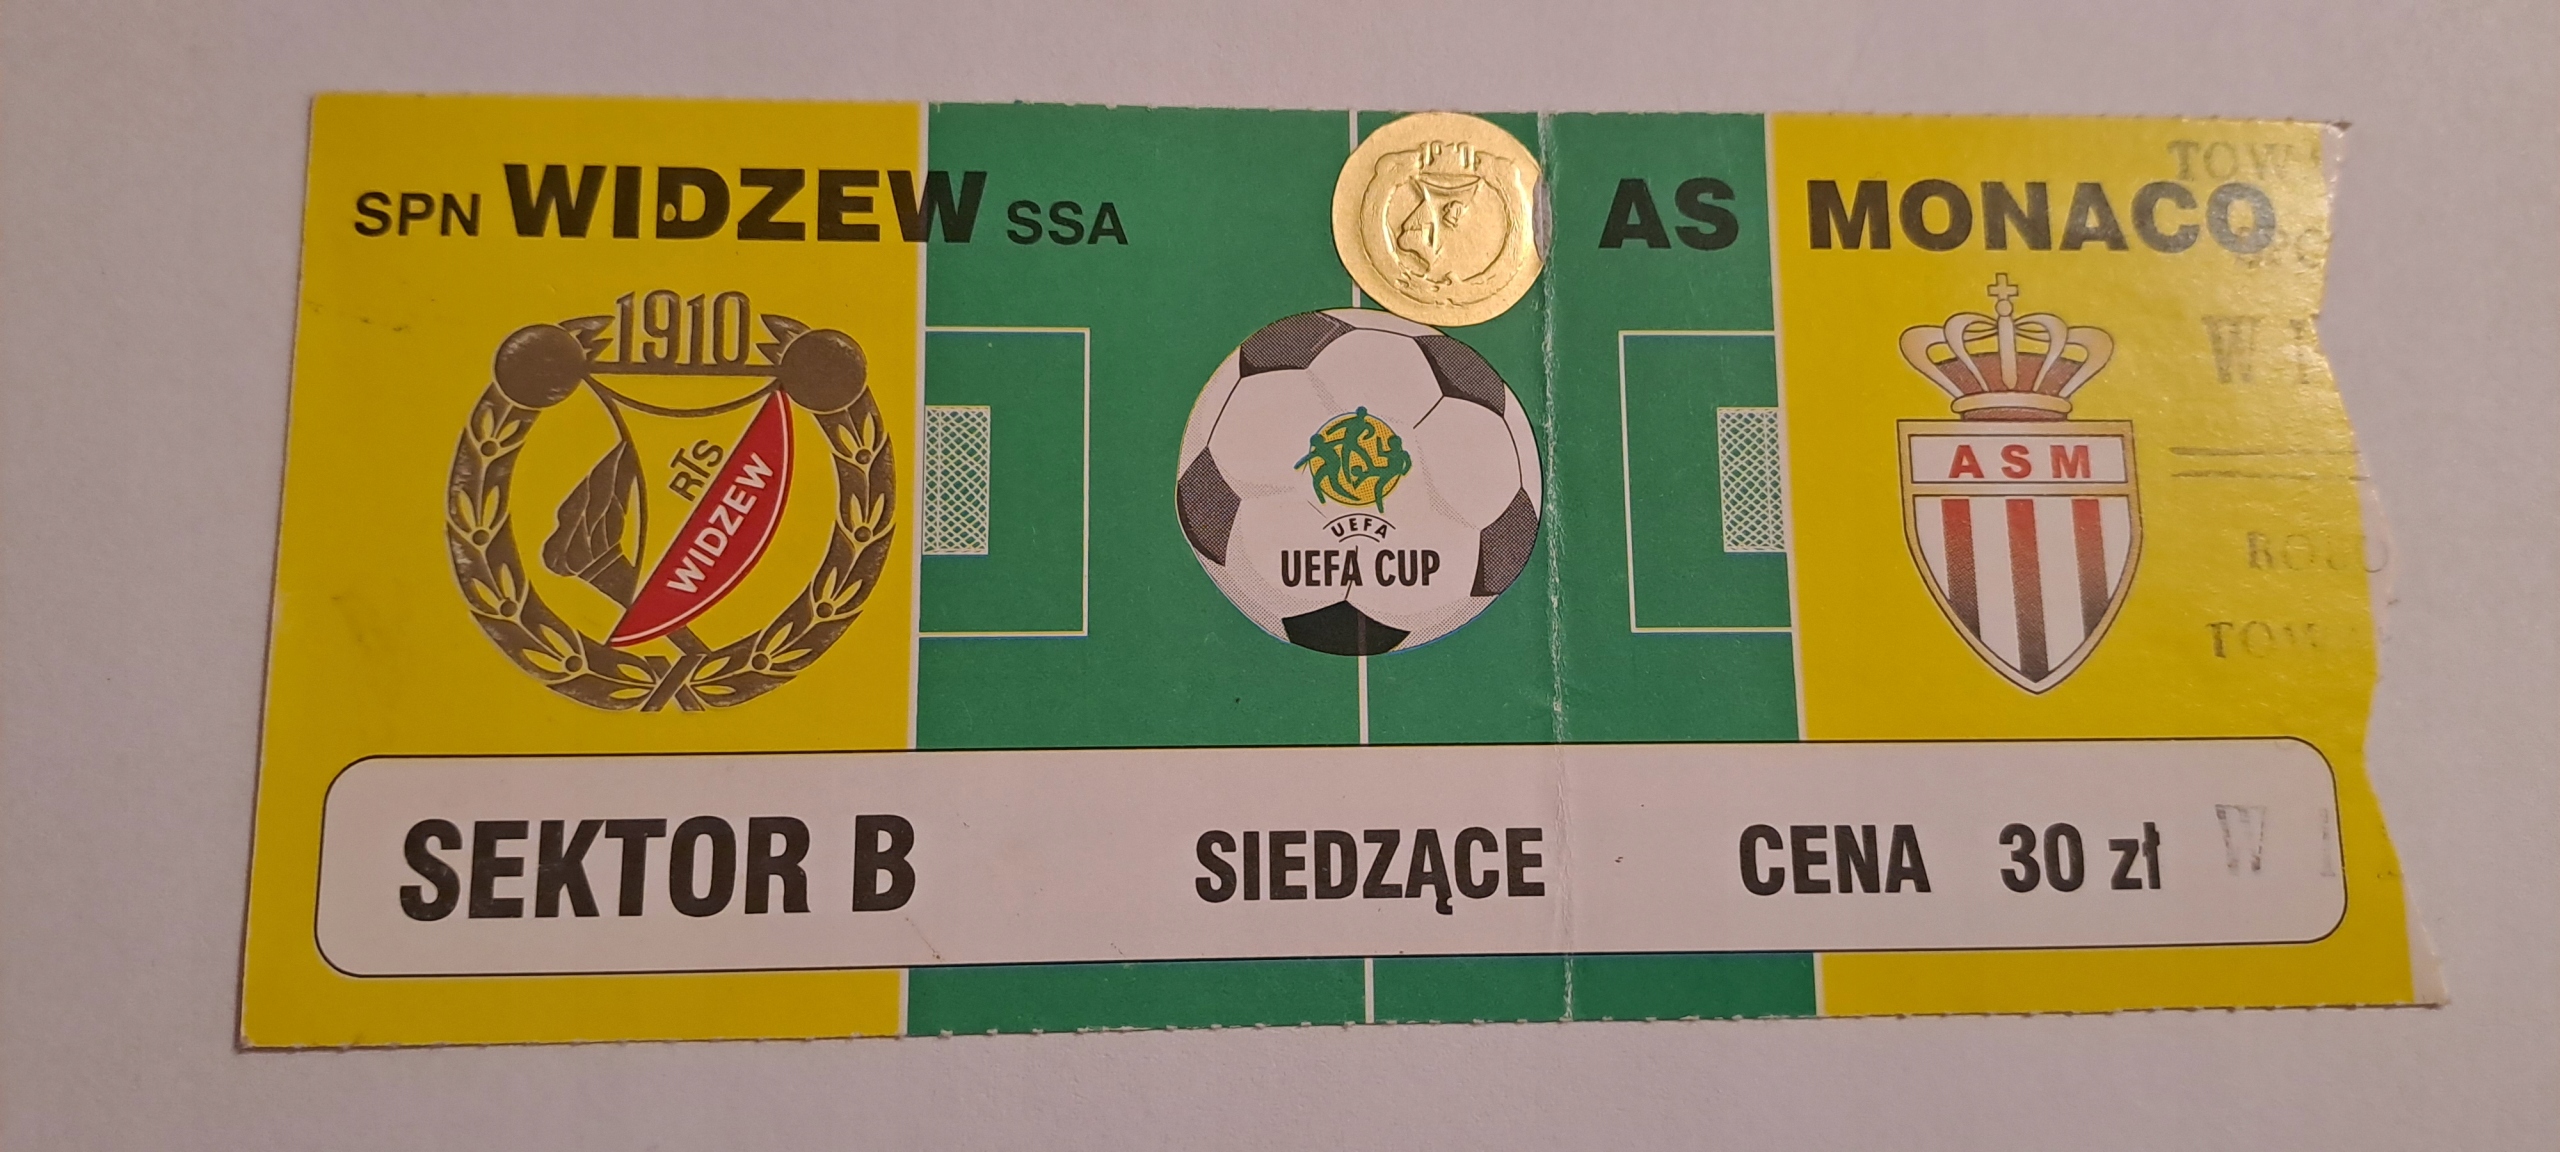 SPN WIDZEW SSA
AS MONACO
1910
RTS
WIDZEW
UEFA
UEFA CUP
ASM
SEKTOR B
SIEDZĄCE
CENA 30 zł